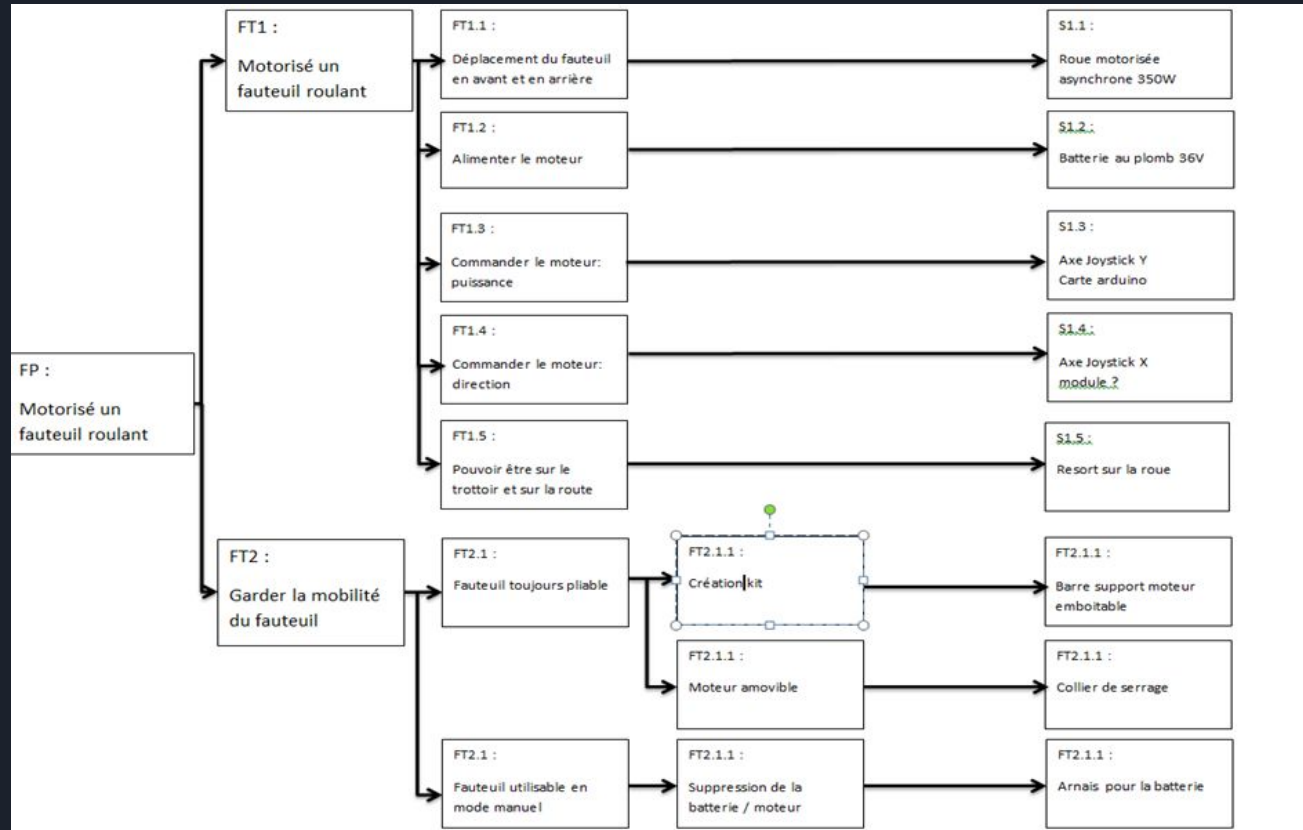 FT1 :
Motorisé un
fauteuil roulant
FT1.1 :
Déplacement du fauteuil
en avant et en arrière
S1.1 :
Roue motorisée
asynchrone 350W
FT1.2 :
Alimenter le moteur
S1.2 :
Batterie au plomb 36V
FT1.3 :
Commander le moteur:
puissance
S1.3 :
Axe Joystick Y
Carte arduino
FT1.4 :
Commander le moteur:
direction
S1.4 :
Axe Joystick X
module ?
FP :
Motorisé un
fauteuil roulant
FT1.5 :
Pouvoir être sur le
trottoir et sur la route
S1.5 :
Resort sur la roue
FT2 :
Garder la mobilité
du fauteuil
FT2.1 :
Fauteuil toujours pliable
FT2.1.1 :
Création kit
FT2.1.1 :
Barre support moteur
emboitable
FT2.1.1 :
Moteur amovible
FT2.1.1 :
Collier de serrage
FT2.1 :
Fauteuil utilisable en
mode manuel
FT2.1.1 :
Suppression de la
batterie / moteur
FT2.1.1 :
Arnais pour la batterie